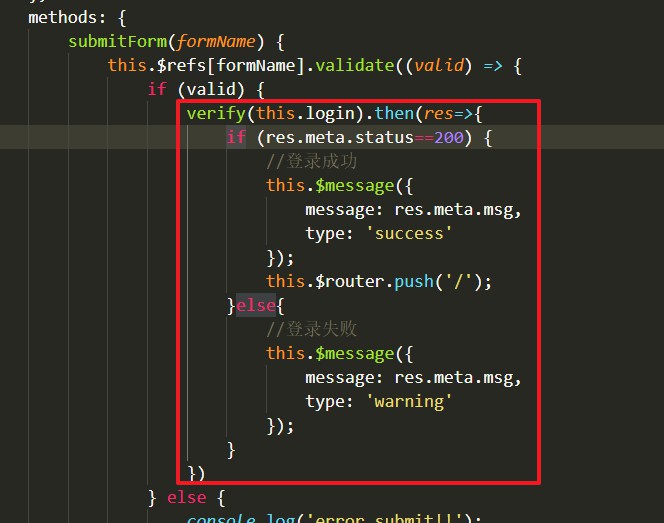 methods: {
submitForm(formName) {
this.$refs[formName].validate((valid) => {
if (valid) {
verify(this.login).then(res=>{
if (res.meta.status==200) {
//登录成功
this.$message({
message: res.meta.msg,
type: 'success'
});
this.$router.push('/');
}else{
//登录失败
this.$message({
message: res.meta.msg,
type: 'warning'
});
}
})
} else {
console.log('error submit!!');